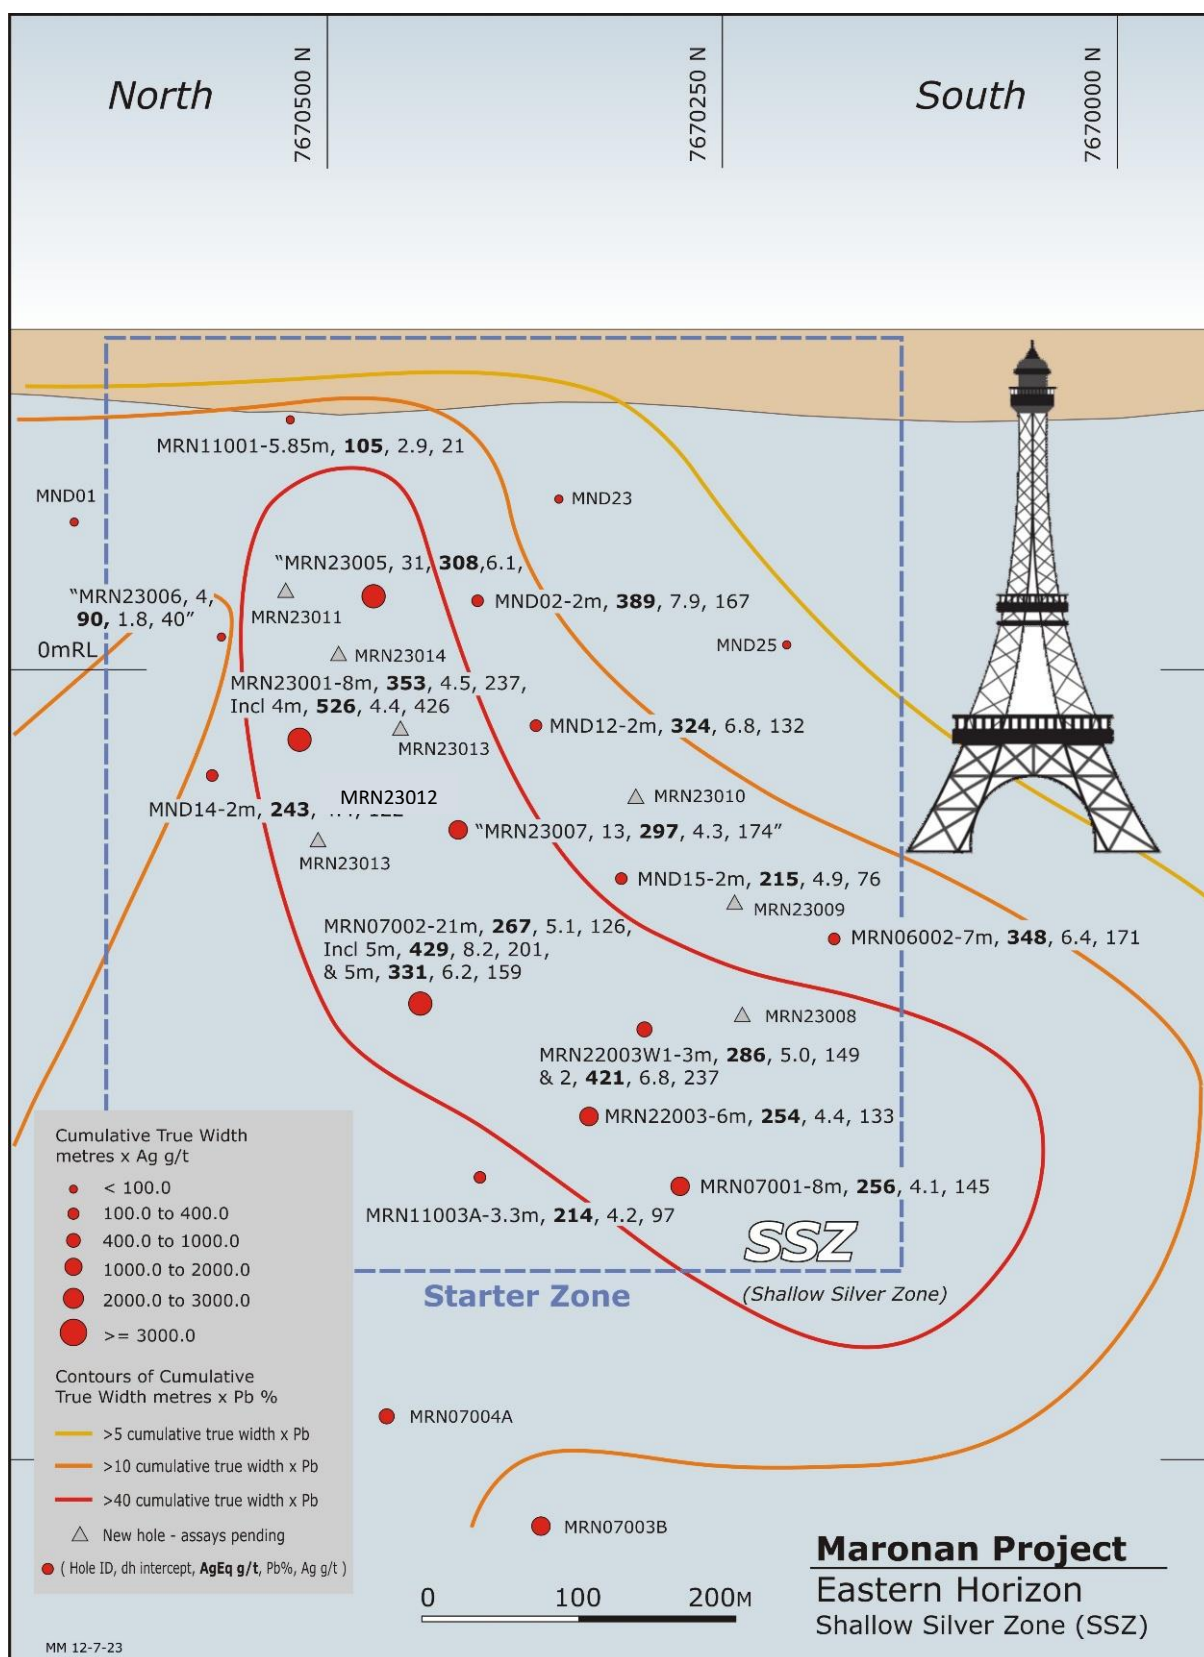 North
7670500 N
7670250 N
South
7670000 N
MRN11001-5.85m, 105, 2.9, 21
MND01
MND23
"MRN23005, 31, 308,6.1,
"MRN23006, 4,
90, 1.8, 40"
MRN23011
MND02-2m, 389, 7.9, 167
0mRL
MRN23014
MND25
MRN23001-8m, 353, 4.5, 237,
Incl 4m, 526, 4.4, 426
MND12-2m, 324, 6.8, 132
MRN23013
MRN23012
MRN23010
MND14-2m, 243,
"MRN23007, 13, 297, 4.3, 174"
MRN23013
MND15-2m, 215, 4.9, 76
MRN23009
MRN07002-21m, 267, 5.1, 126,
Incl 5m, 429, 8.2, 201,
& 5m, 331, 6.2, 159
MRN06002-7m, 348, 6.4, 171
MRN23008
MRN22003W1-3m, 286, 5.0, 149
& 2, 421, 6.8, 237
MRN22003-6m, 254, 4.4, 133
MRN07001-8m, 256, 4.1, 145
MRN11003A-3.3m, 214, 4.2, 97
SSZ
(Shallow Silver Zone)
Starter Zone
Cumulative True Width
metres x Ag g/t
< 100.0
100.0 to 400.0
400.0 to 1000.0
1000.0 to 2000.0
2000.0 to 3000.0
>= 3000.0
Contours of Cumulative
True Width metres x Pb %
>5 cumulative true width x Pb
>10 cumulative true width x Pb
>40 cumulative true width x Pb
New hole - assays pending
( Hole ID, dh intercept, AgEq g/t, Pb%, Ag g/t )
MRN07004A
MRN07003B
0 100 200M
Maronan Project
Eastern Horizon
Shallow Silver Zone (SSZ)
MM 12-7-23